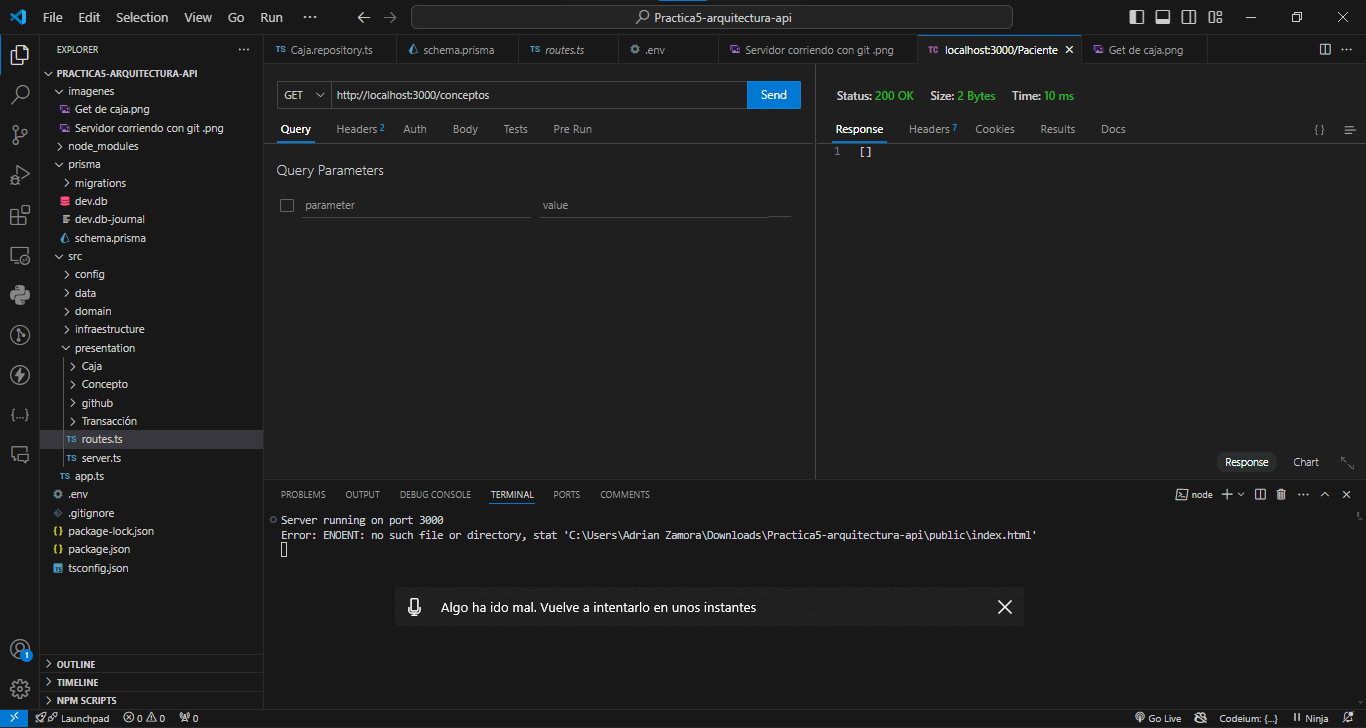 File Edit Selection View Go Run ··· Practica5-arquitectura-api
EXPLORER ···
PRACTICA5-ARQUITECTURA-API
imagenes
Get de caja.png
Servidor corriendo con git .png
node_modules
prisma
migrations
dev.db
dev.db-journal
schema.prisma
src
config
data
domain
infraestructure
presentation
Caja
Concepto
github
Transacción
TS routes.ts
TS server.ts
TS app.ts
.env
.gitignore
{} package-lock.json
{} package.json
TS tsconfig.json
OUTLINE
TIMELINE
NPM SCRIPTS
TS Caja.repository.ts
schema.prisma
TS routes.ts
.env
Servidor corriendo con git .png
TC localhost:3000/Paciente
Get de caja.png
GET http://localhost:3000/conceptos Send
Query Headers 2 Auth Body Tests Pre Run
Query Parameters
parameter value
Status: 200 OK Size: 2 Bytes Time: 10 ms
Response Headers 7 Cookies Results Docs {}
1 []
Response Chart
PROBLEMS OUTPUT DEBUG CONSOLE TERMINAL PORTS COMMENTS node
Server running on port 3000
Error: ENOENT: no such file or directory, stat 'C:\Users\Adrian Zamora\Downloads\Practica5-arquitectura-api\public\index.html'
Algo ha ido mal. Vuelve a intentarlo en unos instantes
1
Launchpad 0 0 0 Go Live Codeium: {...} Ninja